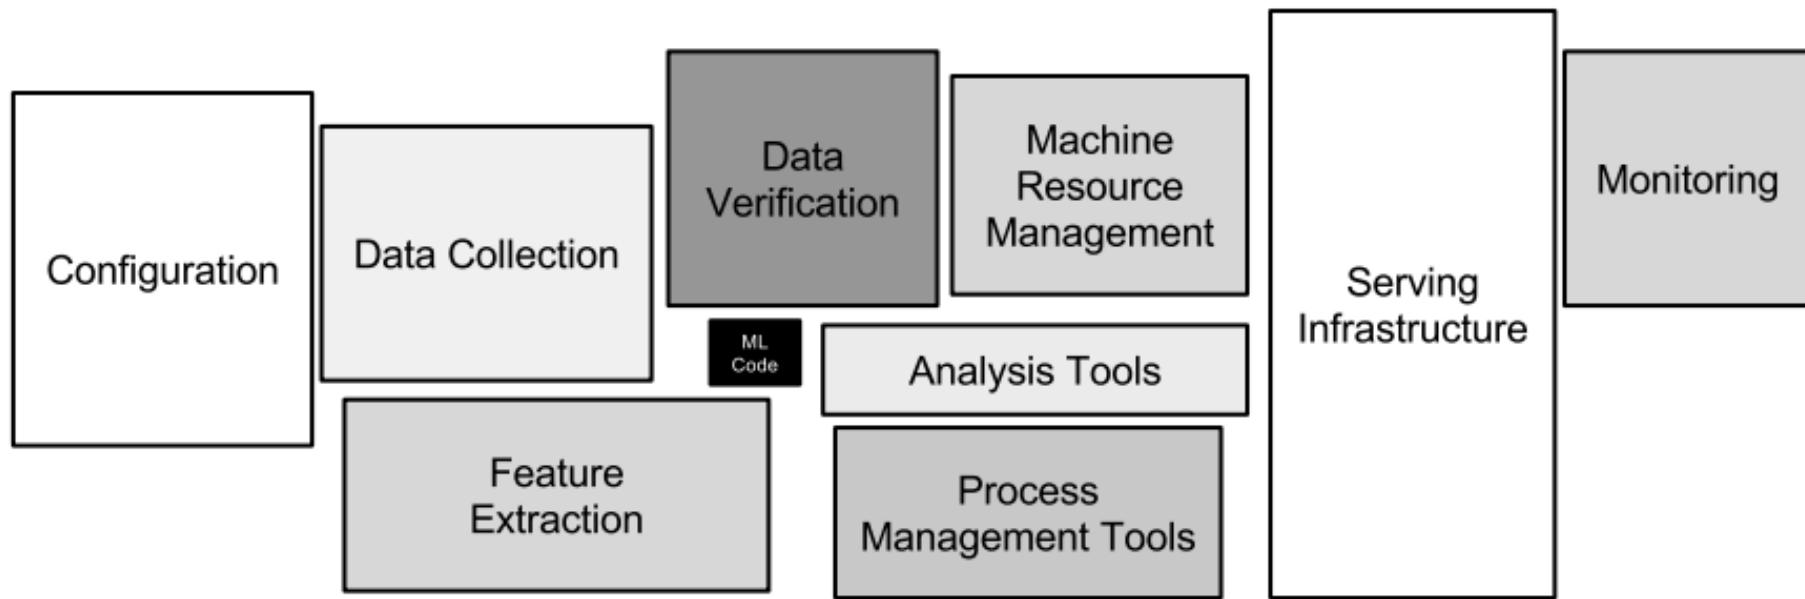 Configuration
Data Collection
Feature
Extraction
Data
Verification
ML
Code
Machine
Resource
Management
Analysis Tools
Process
Management Tools
Serving
Infrastructure
Monitoring